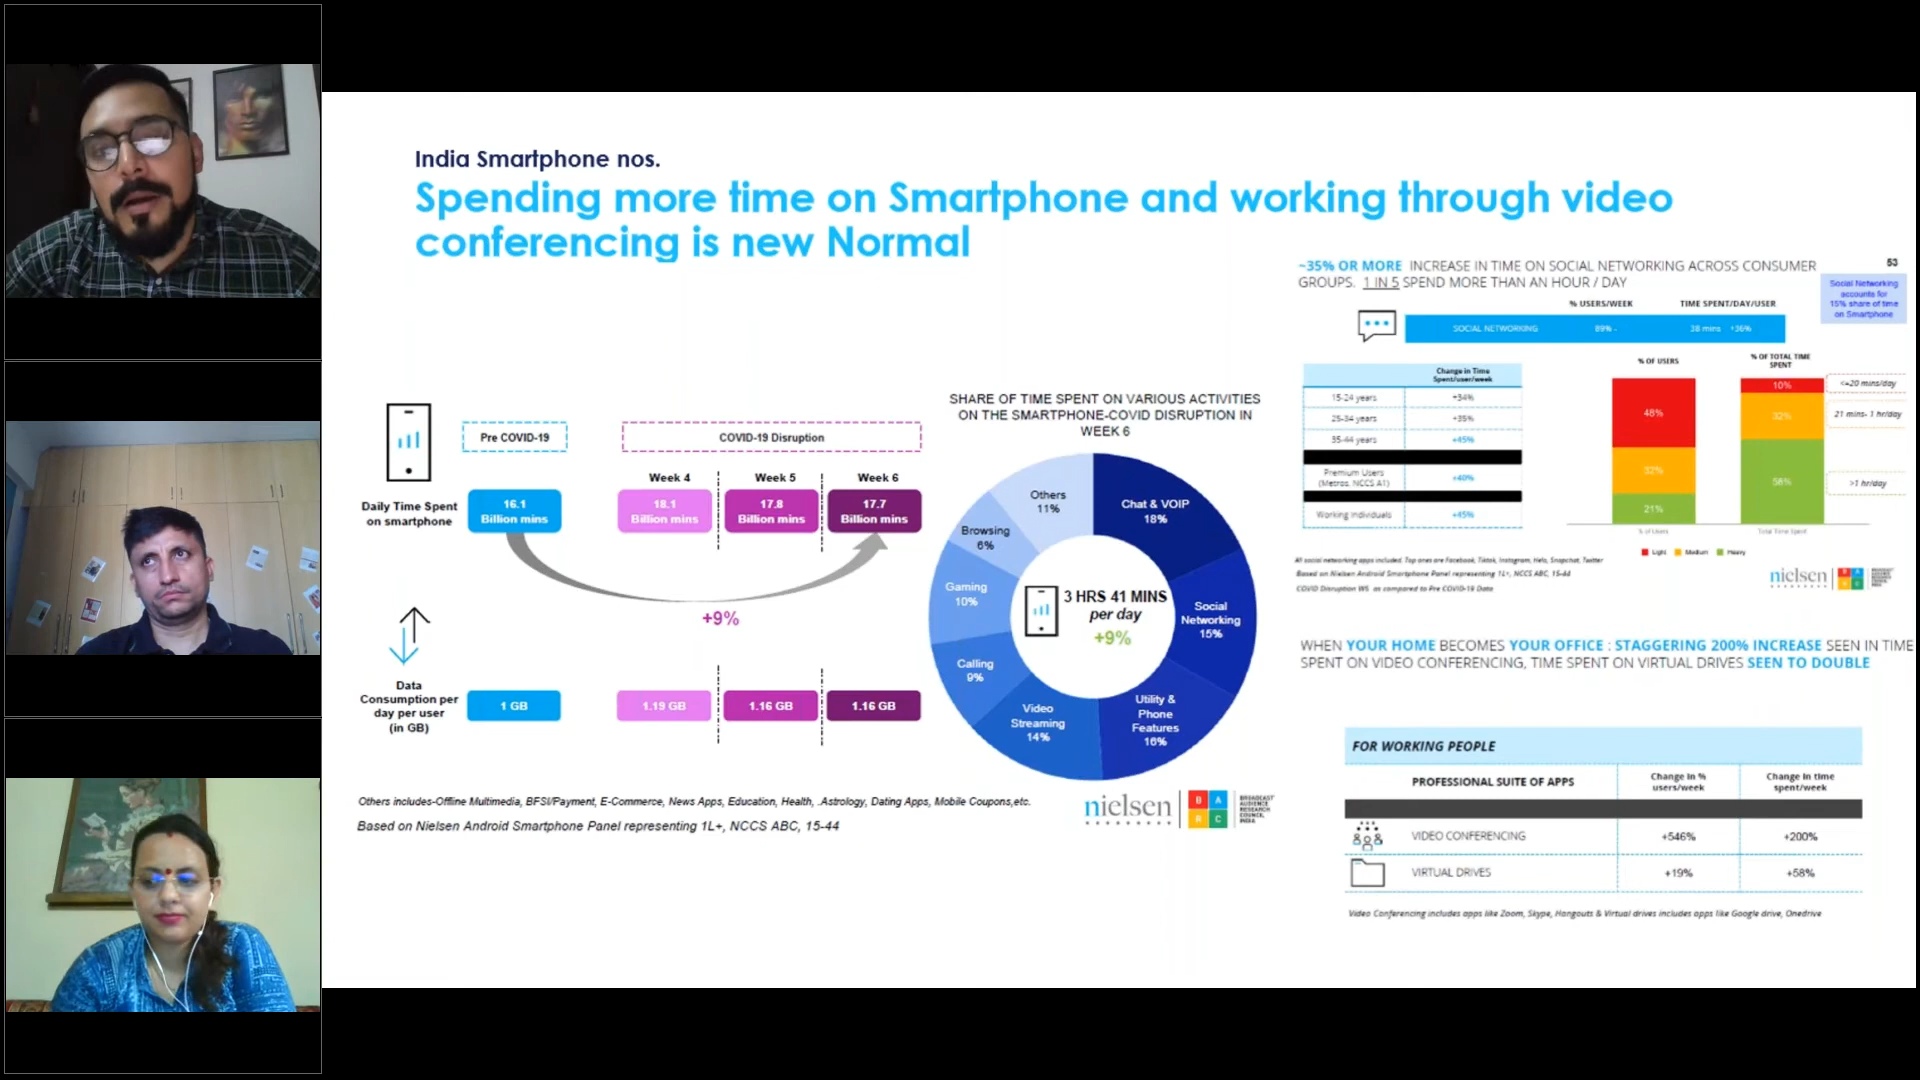 India Smartphone nos.
Spending more time on Smartphone and working through video
conferencing is new Normal
Pre COVID-19
COVID-19 Disruption
Week 4
Week 5
Week 6
Daily Time Spent
on smartphone
16.1
Billion mins
18.1
Billion mins
17.8
Billion mins
17.7
Billion mins
+9%
Data
Consumption per
day per user
(in GB)
1 GB
1.19 GB
1.16 GB
1.16 GB
SHARE OF TIME SPENT ON VARIOUS ACTIVITIES
ON THE SMARTPHONE-COVID DISRUPTION IN
WEEK 6
Chat & VOIP
18%
Social
Networking
15%
Utility &
Phone
Features
16%
Video
Streaming
14%
Calling
9%
Gaming
10%
Browsing
6%
Others
11%
3 HRS 41 MINS
per day
+9%
Others includes-Offline Multimedia, BFSI/Payment, E-Commerce, News Apps, Education, Health, .Astrology, Dating Apps, Mobile Coupons,etc.
Based on Nielsen Android Smartphone Panel representing 1L+, NCCS ABC, 15-44
nielsen
B A
R C
BROADCAST
AUDIENCE
RESEARCH
COUNCIL
INDIA
~35% OR MORE INCREASE IN TIME ON SOCIAL NETWORKING ACROSS CONSUMER
GROUPS. 1 IN 5 SPEND MORE THAN AN HOUR / DAY
53
Social Networking
accounts for
15% share of time
on Smartphone
% USERS/WEEK
TIME SPENT/DAY/USER
SOCIAL NETWORKING
89% -
38 mins +36%
Change in Time
Spent/user/week
15-24 years
+34%
25-34 years
+35%
35-44 years
+45%
Premium Users
(Metros, NCCS A1)
+40%
Working Individuals
+45%
% OF USERS
% OF TOTAL TIME
SPENT
48%
32%
21%
10%
32%
58%
<=20 mins/day
21 mins- 1 hr/day
>1 hr/day
% of Users
Total Time Spent
Light
Medium
Heavy
All social networking apps included. Top ones are Facebook, Tiktok, Instagram, Helo, Snapchat, Twitter
Based on Nielsen Android Smartphone Panel representing 1L+, NCCS ABC, 15-44
COVID Disruption W6 as compared to Pre COVID-19 Data
nielsen
WHEN YOUR HOME BECOMES YOUR OFFICE : STAGGERING 200% INCREASE SEEN IN TIME
SPENT ON VIDEO CONFERENCING, TIME SPENT ON VIRTUAL DRIVES SEEN TO DOUBLE
FOR WORKING PEOPLE
PROFESSIONAL SUITE OF APPS
Change in %
users/week
Change in time
spent/week
VIDEO CONFERENCING
+546%
+200%
VIRTUAL DRIVES
+19%
+58%
Video Conferencing includes apps like Zoom, Skype, Hangouts & Virtual drives includes apps like Google drive, Onedrive